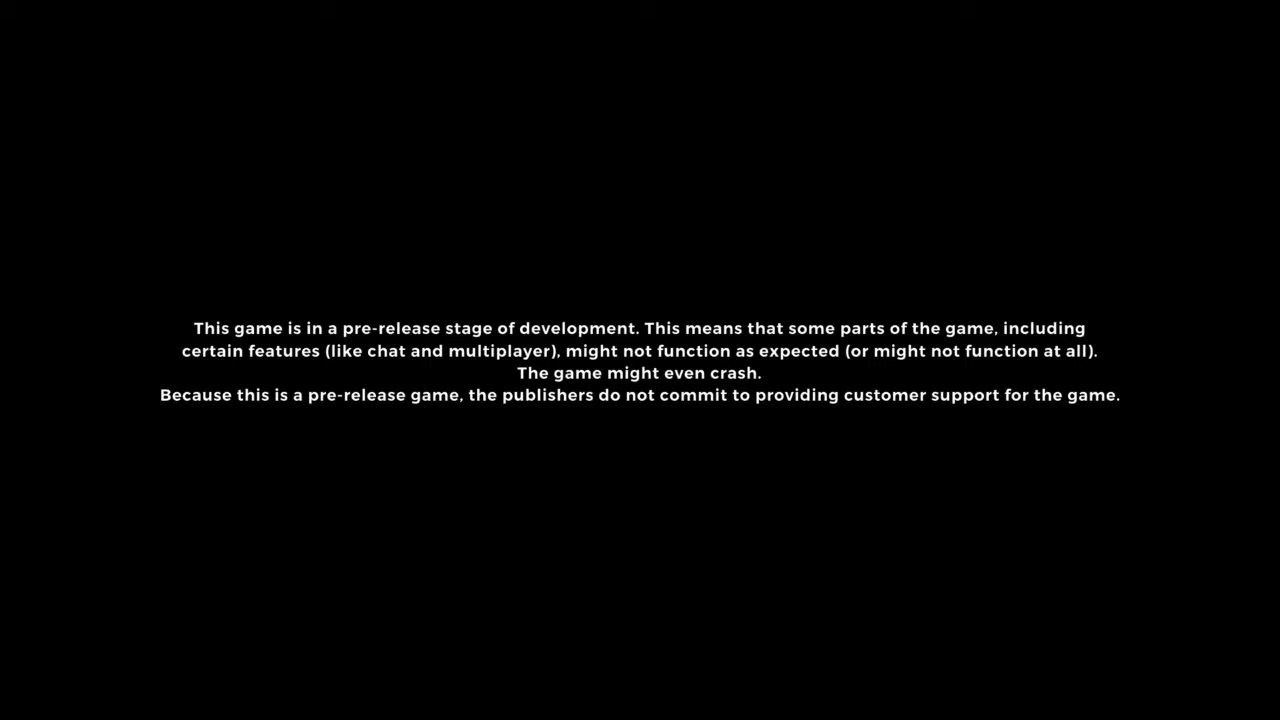 This game is in a pre-release stage of development. This means that some parts of the game, including
certain features (like chat and multiplayer), might not function as expected (or might not function at all).
The game might even crash.
Because this is a pre-release game, the publishers do not commit to providing customer support for the game.